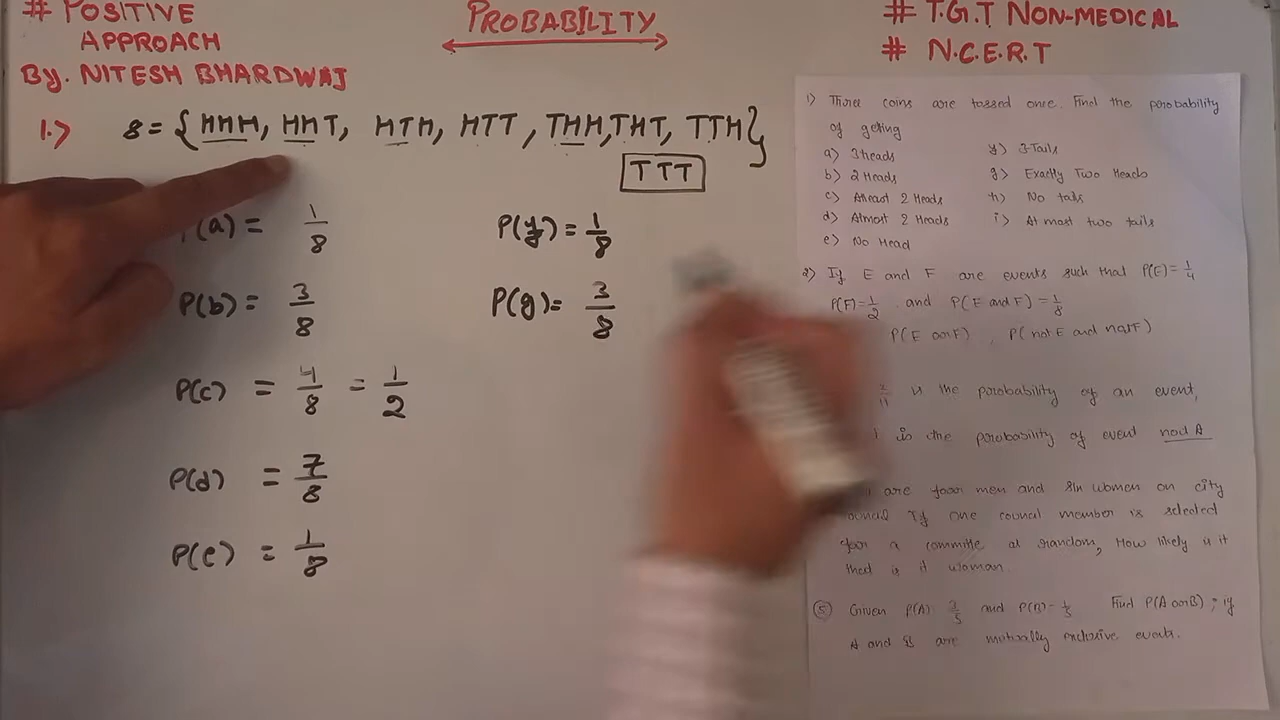 # POSITIVE
APPROACH
By. NITESH BHARDWAJ
PROBABILITY
# T.G.T NON-MEDICAL
# N.C.E.R.T
1.) 8 = {HHH, HHT, HTH, HTT, THH, THT, TTH}
TTT
(a) = 1/8
P(b) = 3/8
P(c) = 4/8 = 1/2
P(d) = 7/8
P(e) = 1/8
P(f) = 1/8
P(g) = 3/8
1) Three coins are tossed once. Find the probability
of geting
a) 3 heads
b) 2 Heads
c) Atleast 2 Heads
d) Atmost 2 Heads
e) No Head
f) 3-Tails
g) Exactly Two Heads
h) No tails
i) At most two tails
2) If E and F are events such that P(E)=1/4
P(F)=1/2 and P(E and F)=1/8
P(E or F), P(not E and not F)
2/11 is the probability of an event,
is the probability of event nod A
are four men and Six women on city
If one council member is selected
for a committe at random, How likely is it
that is it woman.
5) Given P(A) 3/5 and P(B)=1/5 Find P(A or B); if
A and B are mutually exclusive events.